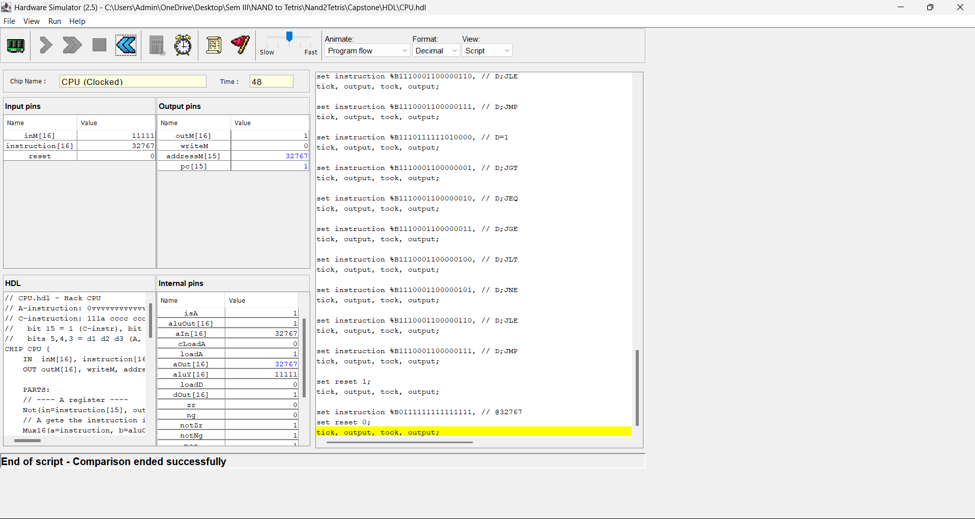 Hardware Simulator (2.5) - C:\Users\Admin\OneDrive\Desktop\Sem III\NAND to Tetris\Nand2Tetris\Capstone\HDL\CPU.hdl
File View Run Help
Slow Fast
Animate:
Program flow
Format:
Decimal
View:
Script
Chip Name : CPU (Clocked) Time : 48
Input pins
Name Value
inM[16] 11111
instruction[16] 32767
reset 0
Output pins
Name Value
outM[16] 1
writeM 0
addressM[15] 32767
pc[15] 1
HDL
// CPU.hdl - Hack CPU
// A-instruction: 0vvvvvvvvvvvv
// C-instruction: 111a cccc ccc
// bit 15 = 1 (C-instr), bit
// bits 5,4,3 = d1 d2 d3 (A,
CHIP CPU {
IN inM[16], instruction[16
OUT outM[16], writeM, addre
PARTS:
// ---- A register ----
Not(in=instruction[15], out
// A gets the instruction i
Mux16(a=instruction, b=aluO
Internal pins
Name Value
isA 1
aluOut[16] 1
aIn[16] 32767
cLoadA 0
loadA 1
aOut[16] 32767
aluY[16] 11111
loadD 0
dOut[16] 1
zr 0
ng 0
notZr 1
notNg 1
set instruction %B1110001100000110, // D;JLE
tick, output, tock, output;
set instruction %B1110001100000111, // D;JMP
tick, output, tock, output;
set instruction %B1110111111010000, // D=1
tick, output, tock, output;
set instruction %B1110001100000001, // D;JGT
tick, output, tock, output;
set instruction %B1110001100000010, // D;JEQ
tick, output, tock, output;
set instruction %B1110001100000011, // D;JGE
tick, output, tock, output;
set instruction %B1110001100000100, // D;JLT
tick, output, tock, output;
set instruction %B1110001100000101, // D;JNE
tick, output, tock, output;
set instruction %B1110001100000110, // D;JLE
tick, output, tock, output;
set instruction %B1110001100000111, // D;JMP
tick, output, tock, output;
set reset 1;
tick, output, tock, output;
set instruction %B0111111111111111, // @32767
set reset 0;
tick, output, tock, output;
End of script - Comparison ended successfully